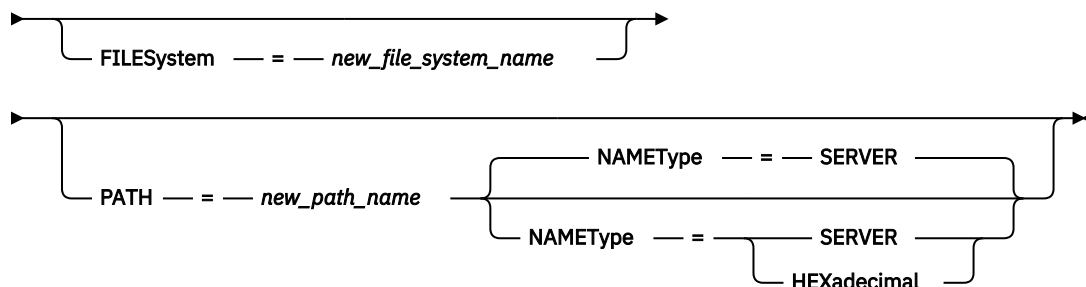 FILESystem = new_file_system_name
NAMEType = SERVER
PATH = new_path_name
NAMEType = SERVER
HEXadecimal